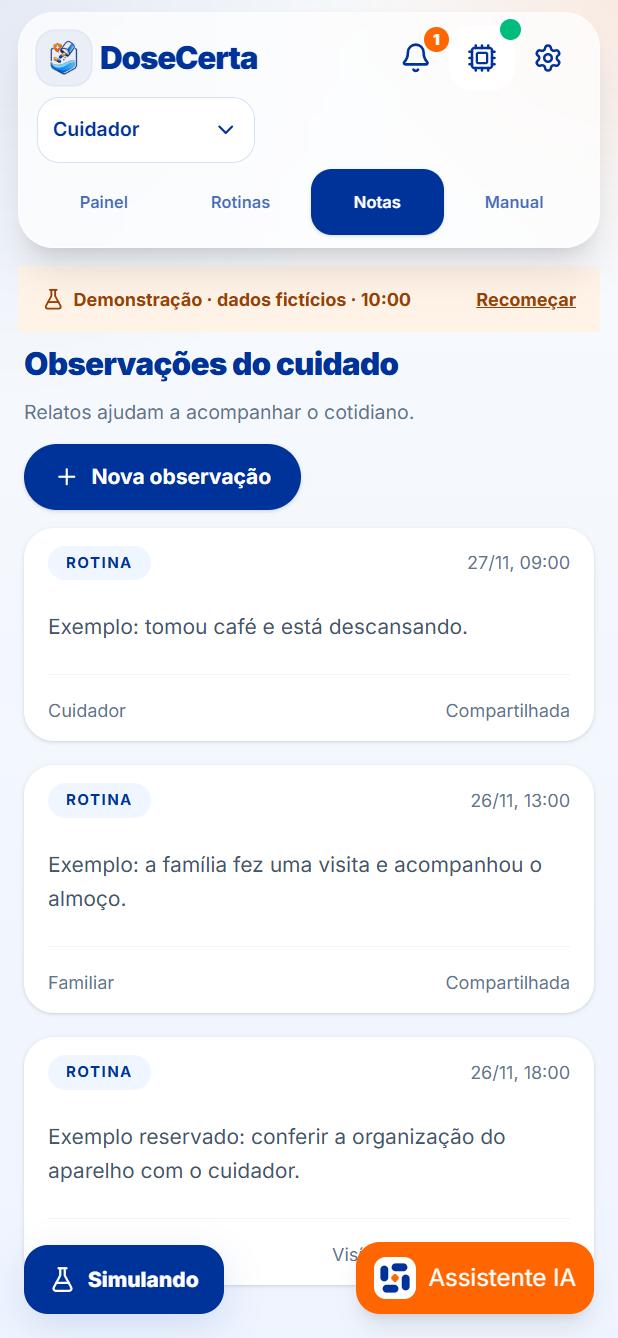 DoseCerta
1
Cuidador
Painel
Rotinas
Notas
Manual
Demonstração · dados fictícios · 10:00
Recomeçar
Observações do cuidado
Relatos ajudam a acompanhar o cotidiano.
+ Nova observação
ROTINA
27/11, 09:00
Exemplo: tomou café e está descansando.
Cuidador
Compartilhada
ROTINA
26/11, 13:00
Exemplo: a família fez uma visita e acompanhou o
almoço.
Familiar
Compartilhada
ROTINA
26/11, 18:00
Exemplo reservado: conferir a organização do
aparelho com o cuidador.
Simulando
Assistente IA